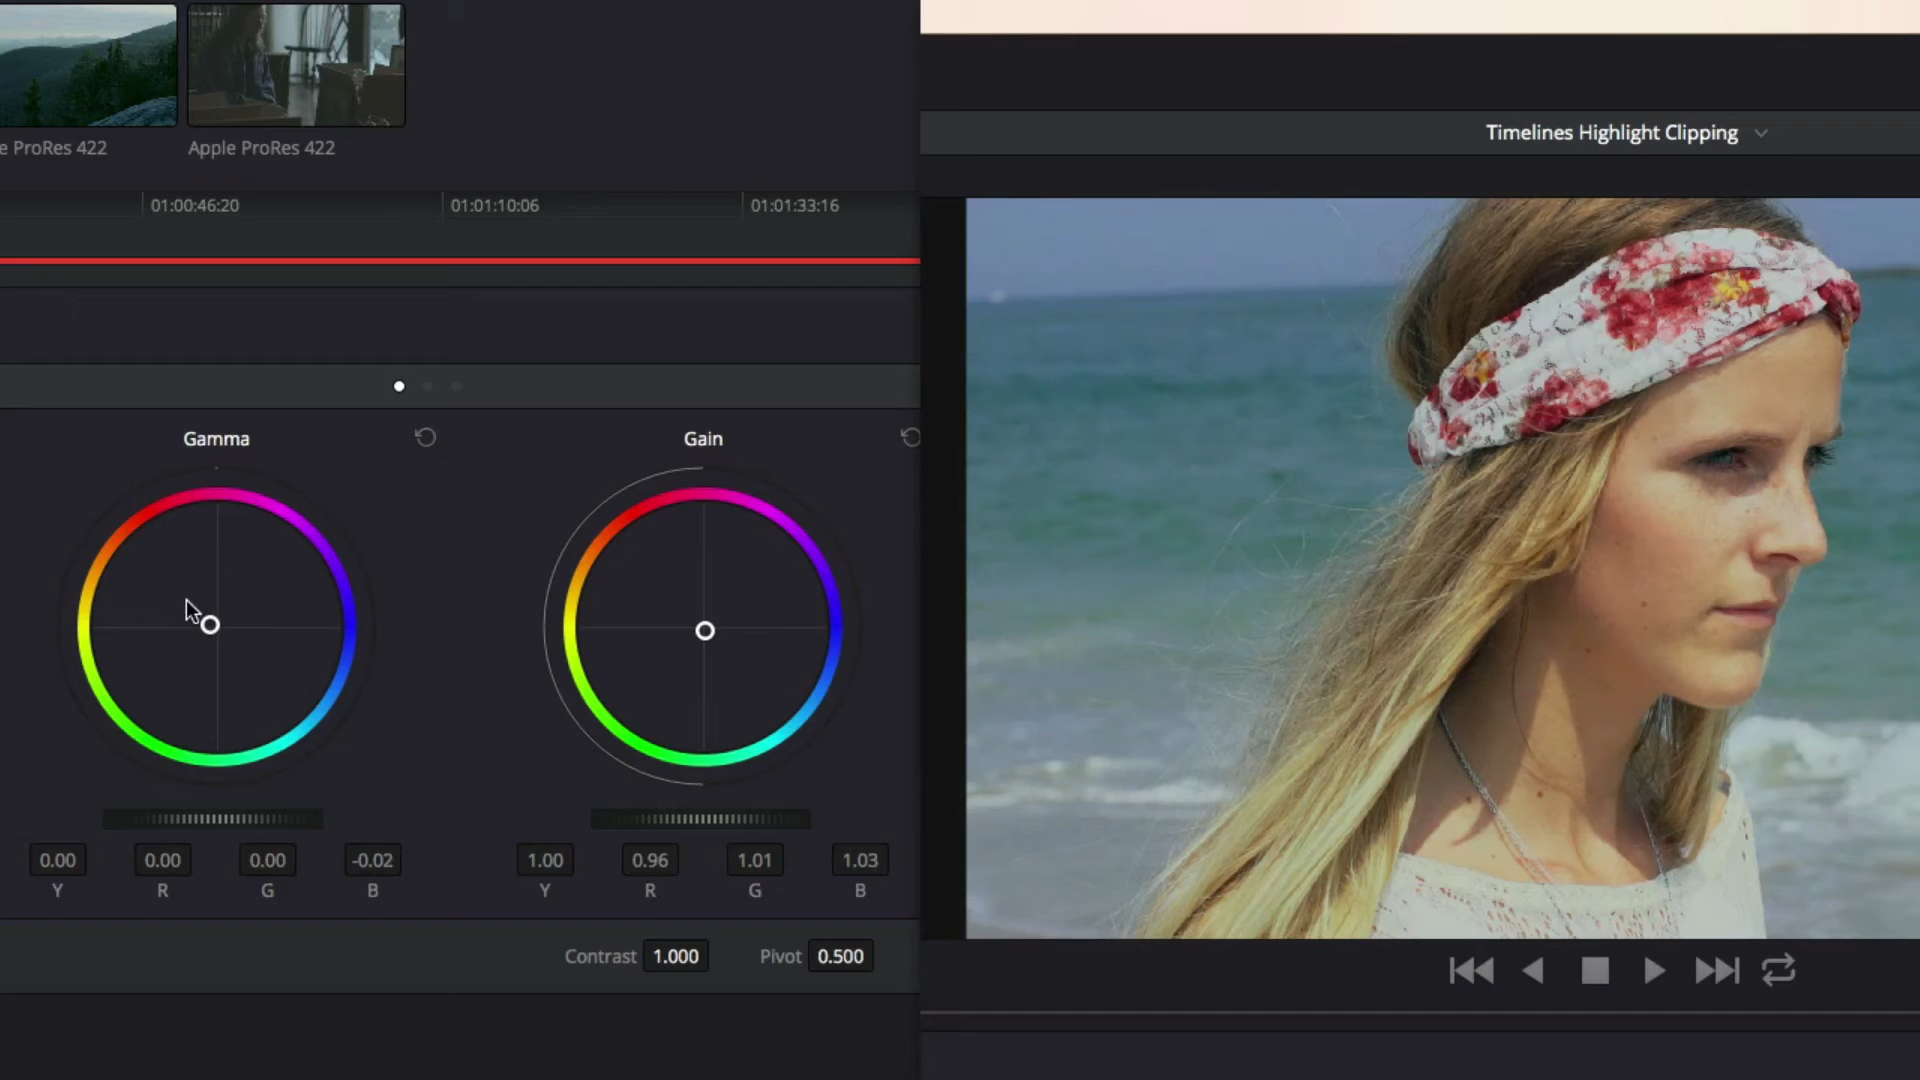 e ProRes 422
Apple ProRes 422
01:00:46:20
01:01:10:06
01:01:33:16
Timelines Highlight Clipping
Gamma
Gain
0.00
0.00
0.00
-0.02
Y
R
G
B
1.00
0.96
1.01
1.03
Y
R
G
B
Contrast 1.000
Pivot 0.500